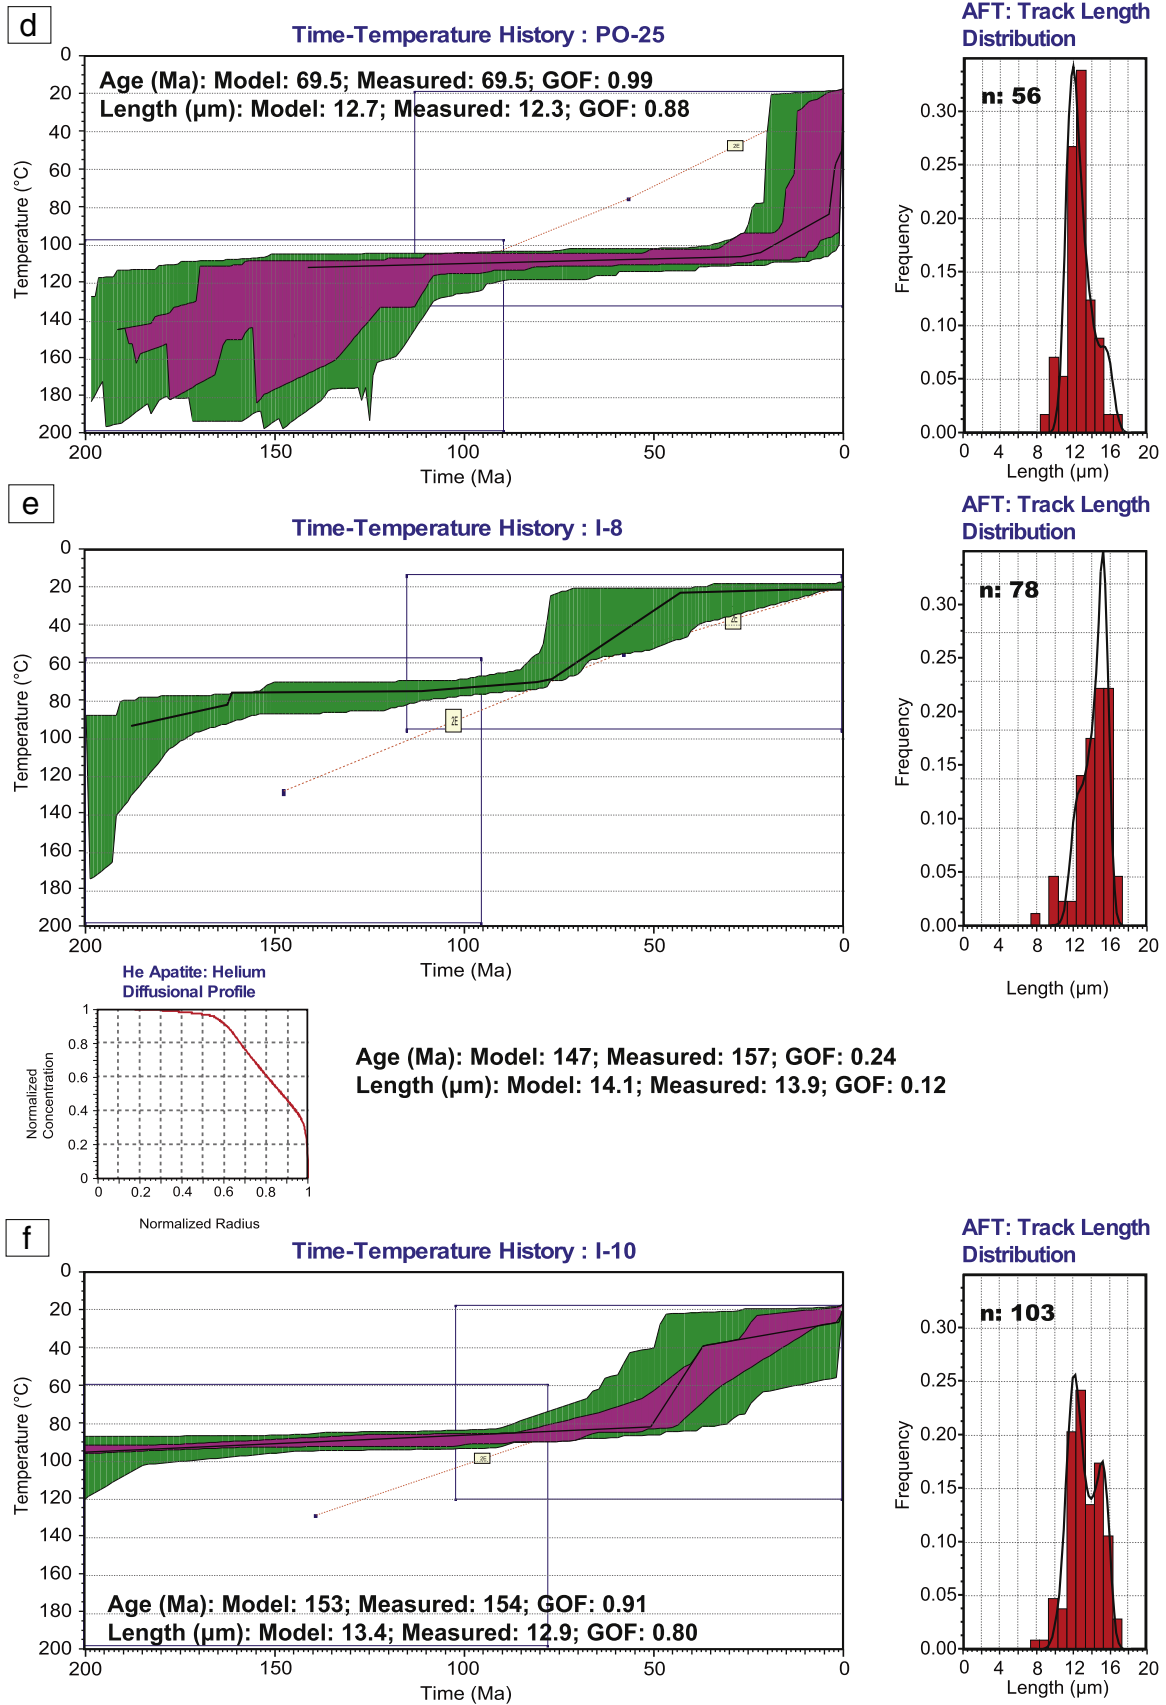 d
Time-Temperature History : PO-25
AFT: Track Length
Distribution
Age (Ma): Model: 69.5; Measured: 69.5; GOF: 0.99
Length (µm): Model: 12.7; Measured: 12.3; GOF: 0.88
n: 56
Temperature (°C)
0
20
40
60
80
100
120
140
160
180
200
2E
200
150
100
50
0
Time (Ma)
Frequency
0.30
0.25
0.20
0.15
0.10
0.05
0.00
0 4 8 12 16 20
Length (µm)
e
Time-Temperature History : I-8
AFT: Track Length
Distribution
n: 78
Temperature (°C)
0
20
40
60
80
100
120
140
160
180
200
2E
2E
200
150
100
50
0
Time (Ma)
Frequency
0.30
0.25
0.20
0.15
0.10
0.05
0.00
0 4 8 12 16 20
Length (µm)
He Apatite: Helium
Diffusional Profile
Normalized
Concentration
1
0.8
0.6
0.4
0.2
0
0 0.2 0.4 0.6 0.8 1
Normalized Radius
Age (Ma): Model: 147; Measured: 157; GOF: 0.24
Length (µm): Model: 14.1; Measured: 13.9; GOF: 0.12
f
Time-Temperature History : I-10
AFT: Track Length
Distribution
n: 103
Temperature (°C)
0
20
40
60
80
100
120
140
160
180
200
2E
Age (Ma): Model: 153; Measured: 154; GOF: 0.91
Length (µm): Model: 13.4; Measured: 12.9; GOF: 0.80
200
150
100
50
0
Time (Ma)
Frequency
0.30
0.25
0.20
0.15
0.10
0.05
0.00
0 4 8 12 16 20
Length (µm)